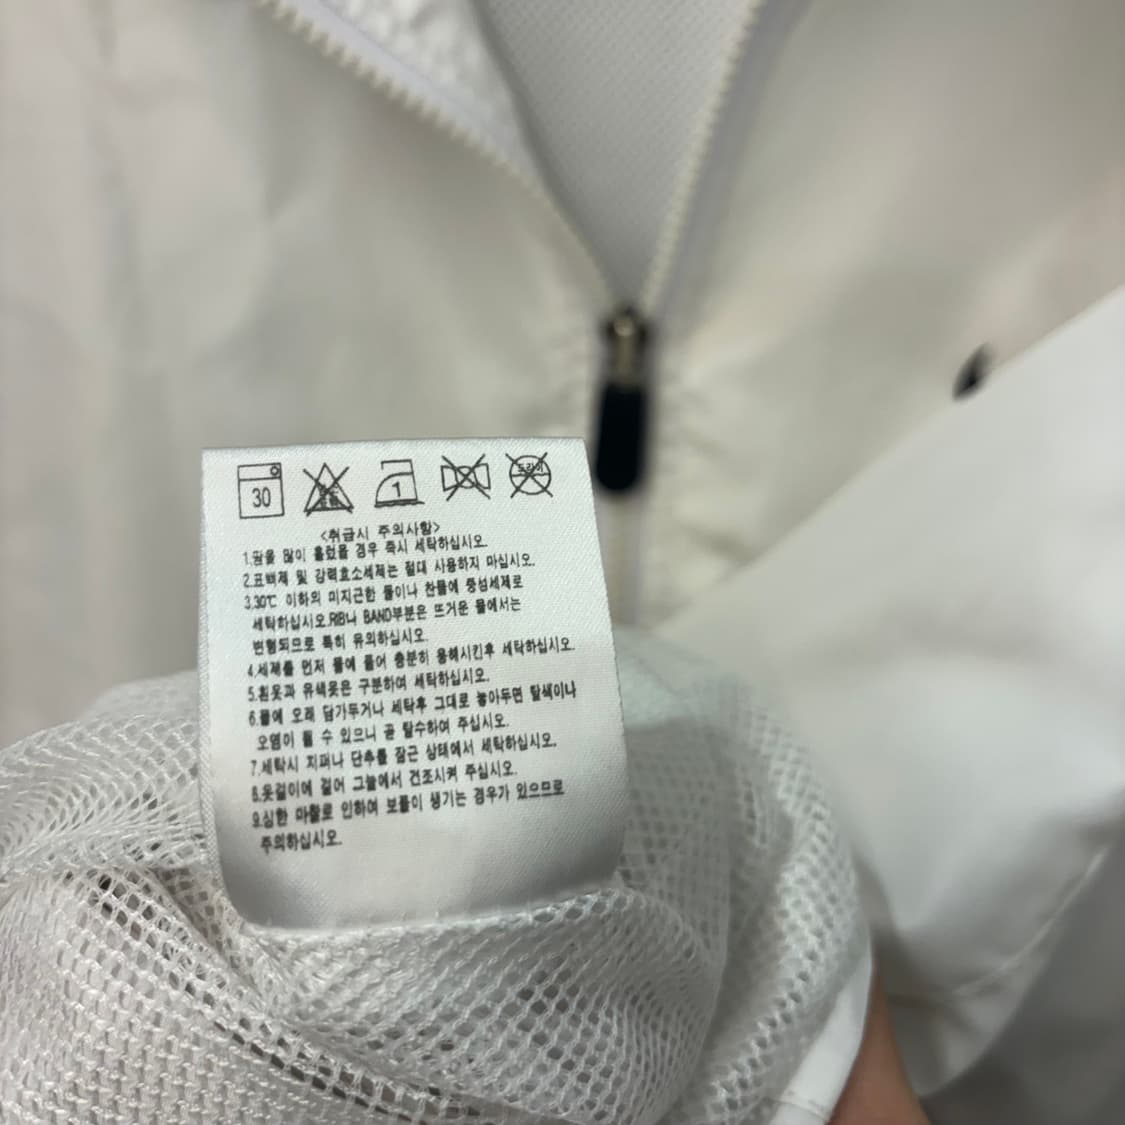 30
1
드라이
<취급시 주의사항>
1.땀을 많이 흘렸을 경우 즉시 세탁하십시오.
2.표백제 및 강력효소세제는 절대 사용하지 마십시오.
3.30℃ 이하의 미지근한 물이나 찬물에 중성세제로
세탁하십시오.RIB나 BAND부분은 뜨거운 물에서는
변형되므로 특히 유의하십시오.
4.세제를 먼저 물에 풀어 충분히 용해시킨후 세탁하십시오.
5.흰옷과 유색옷은 구분하여 세탁하십시오.
6.물에 오래 담가두거나 세탁후 그대로 놓아두면 탈색이나
오염이 될 수 있으니 곧 탈수하여 주십시오.
7.세탁시 지퍼나 단추를 잠근 상태에서 세탁하십시오.
8.옷걸이에 걸어 그늘에서 건조시켜 주십시오.
9.심한 마찰로 인하여 보풀이 생기는 경우가 있으므로
주의하십시오.